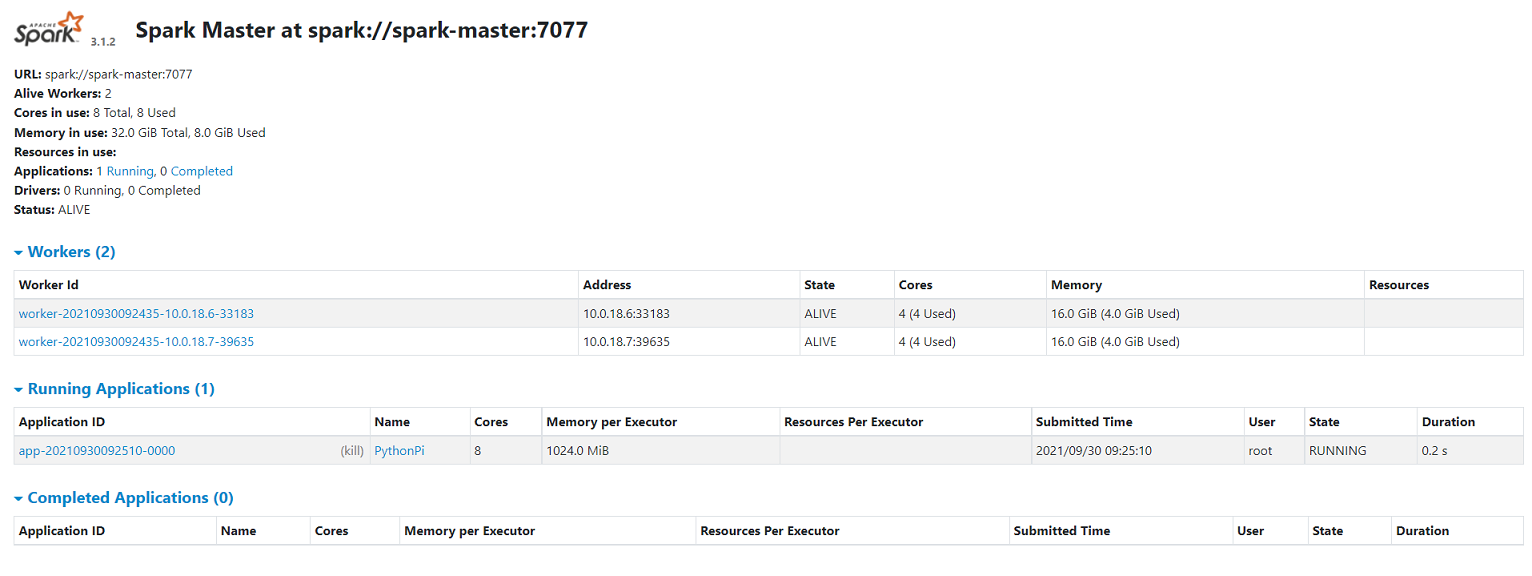 APACHE
Spark 3.1.2 Spark Master at spark://spark-master:7077
URL: spark://spark-master:7077
Alive Workers: 2
Cores in use: 8 Total, 8 Used
Memory in use: 32.0 GiB Total, 8.0 GiB Used
Resources in use:
Applications: 1 Running, 0 Completed
Drivers: 0 Running, 0 Completed
Status: ALIVE
Workers (2)
Worker Id Address State Cores Memory Resources
worker-20210930092435-10.0.18.6-33183 10.0.18.6:33183 ALIVE 4 (4 Used) 16.0 GiB (4.0 GiB Used)
worker-20210930092435-10.0.18.7-39635 10.0.18.7:39635 ALIVE 4 (4 Used) 16.0 GiB (4.0 GiB Used)
Running Applications (1)
Application ID Name Cores Memory per Executor Resources Per Executor Submitted Time User State Duration
app-20210930092510-0000 (kill) PythonPi 8 1024.0 MiB 2021/09/30 09:25:10 root RUNNING 0.2 s
Completed Applications (0)
Application ID Name Cores Memory per Executor Resources Per Executor Submitted Time User State Duration